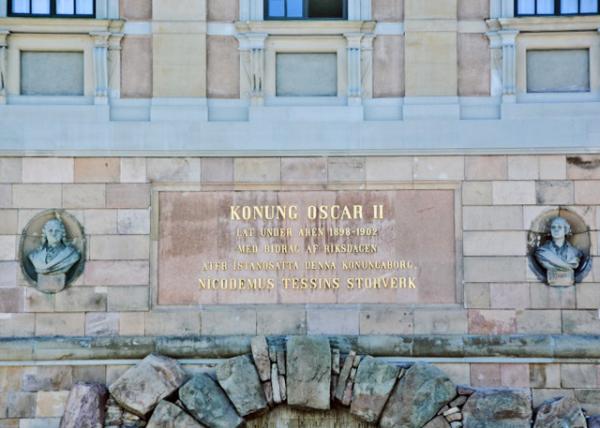 KONUNG OSCAR II
LÄT UNDER ÅREN 1898-1902
MED BIDRAG AF RIKSDAGEN
ÅTER ISTÅNDSÄTTA DENNA KONUNGABORG,
NICODEMUS TESSINS STORVERK